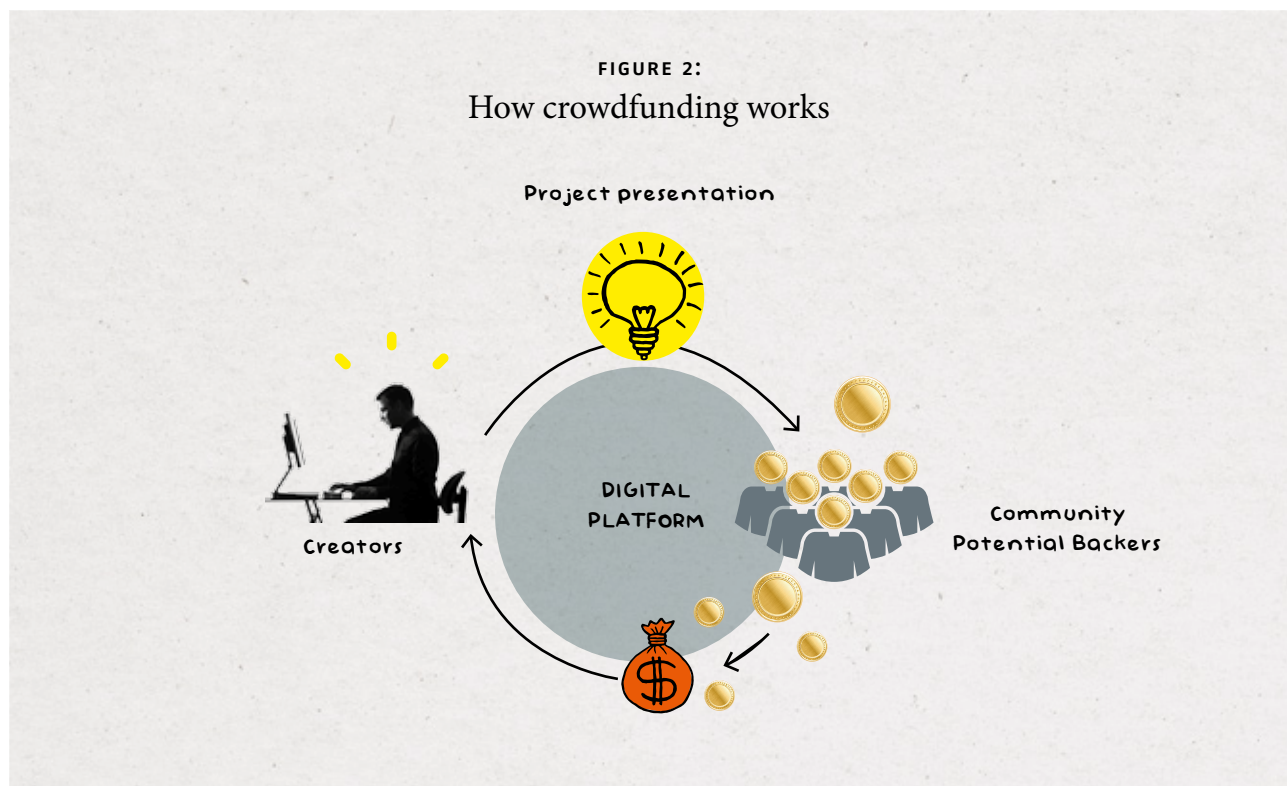 FIGURE 2:
How crowdfunding works
Project presentation
DIGITAL
PLATFORM
Creators
Community
Potential Backers
$